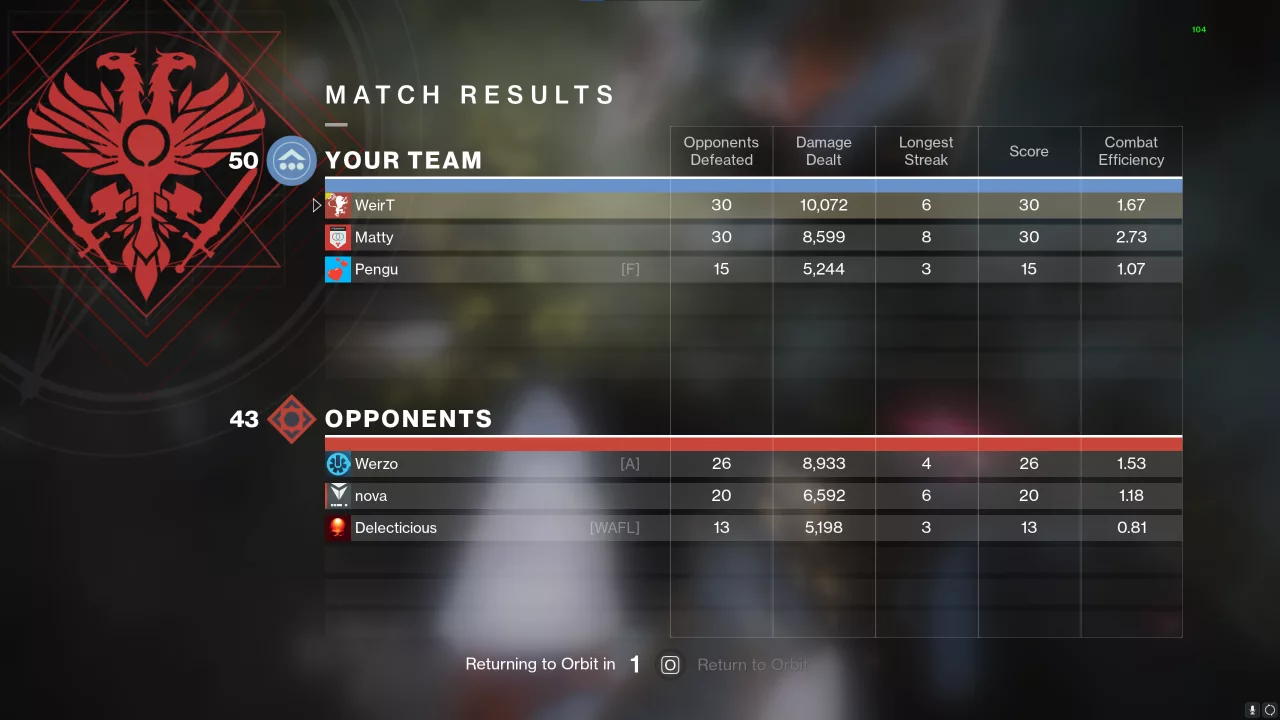 104
MATCH RESULTS
Opponents Defeated Damage Dealt Longest Streak Score Combat Efficiency
50 YOUR TEAM
WeirT 30 10,072 6 30 1.67
Matty 30 8,599 8 30 2.73
Pengu [F] 15 5,244 3 15 1.07
43 OPPONENTS
Werzo [A] 26 8,933 4 26 1.53
nova 20 6,592 6 20 1.18
Delecticious [WAFL] 13 5,198 3 13 0.81
Returning to Orbit in 1 O Return to Orbit